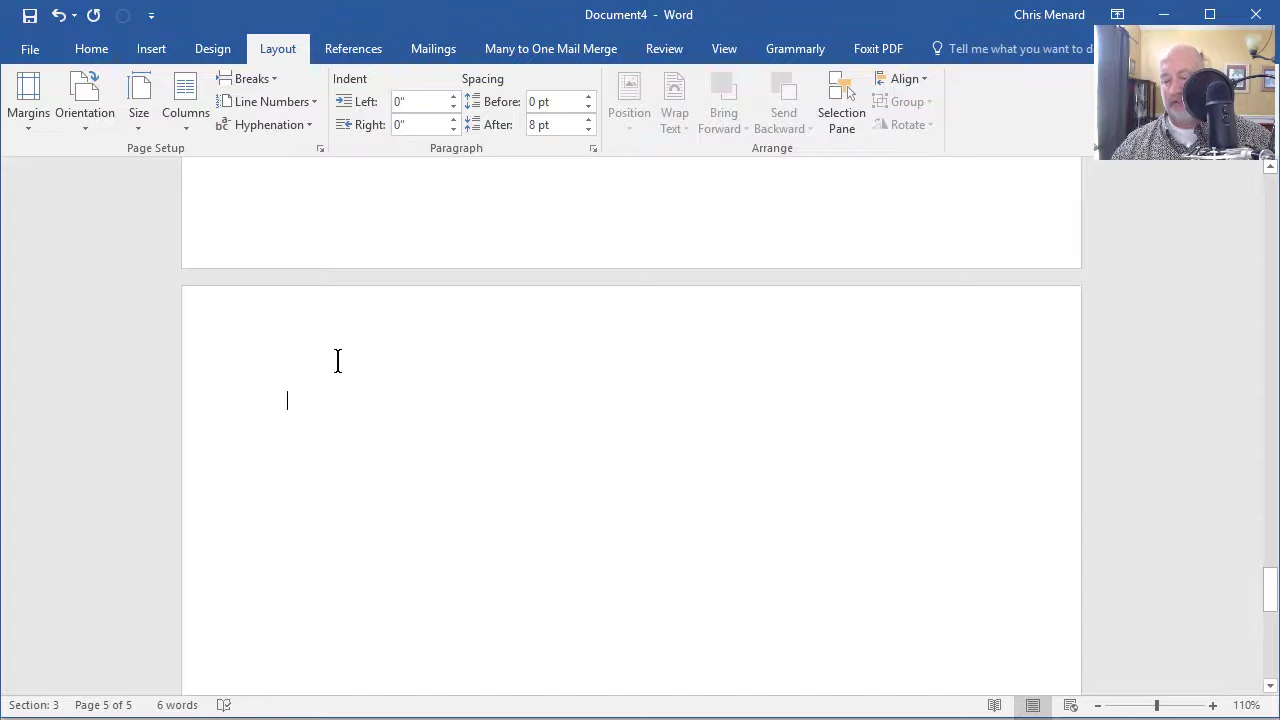 Document4 - Word
Chris Menard
File Home Insert Design Layout References Mailings Many to One Mail Merge Review View Grammarly Foxit PDF Tell me what you want to d
Margins
Orientation
Size
Columns
Breaks
Line Numbers
Hyphenation
Page Setup
Indent
Left: 0"
Right: 0"
Spacing
Before: 0 pt
After: 8 pt
Paragraph
Position
Wrap
Text
Bring
Forward
Send
Backward
Selection
Pane
Align
Group
Rotate
Arrange
Section: 3 Page 5 of 5 6 words 110%